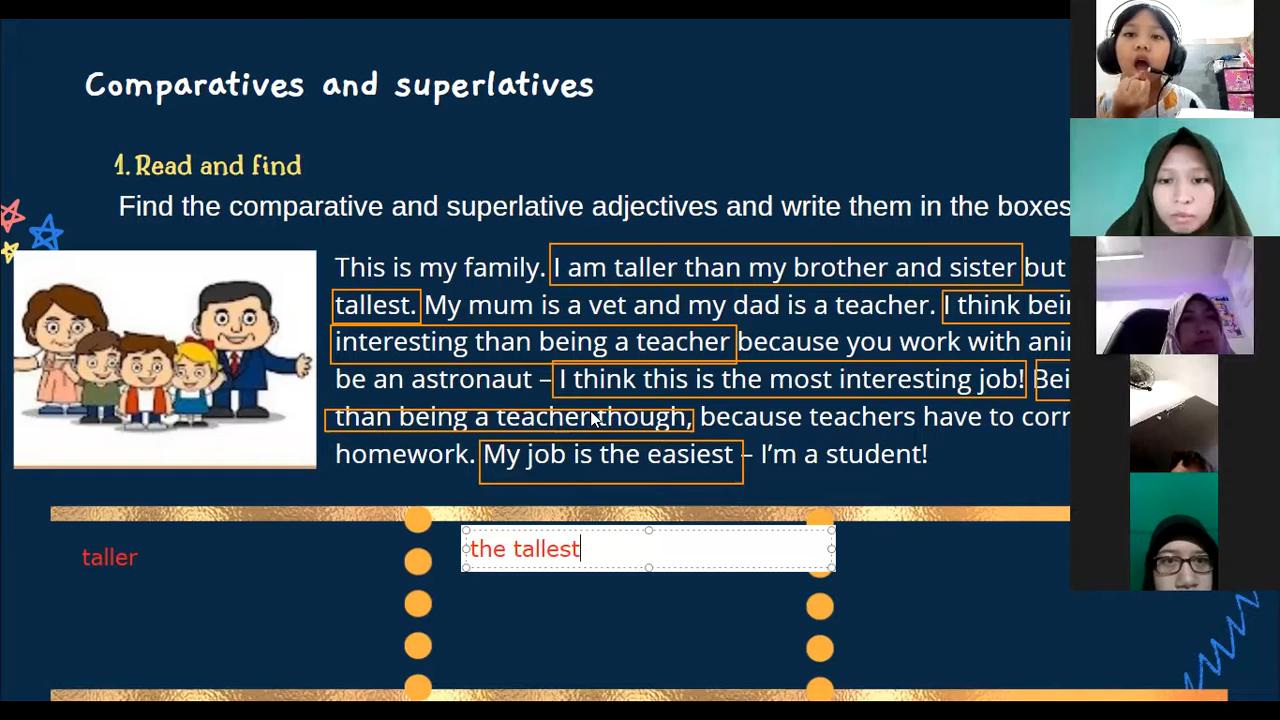 Comparatives and superlatives
1. Read and find
Find the comparative and superlative adjectives and write them in the boxes
This is my family. I am taller than my brother and sister but
tallest. My mum is a vet and my dad is a teacher. I think
interesting than being a teacher because you work with
be an astronaut – I think this is the most interesting job!
than being a teacher though, because teachers have to
homework. My job is the easiest – I'm a student!
taller
the tallest